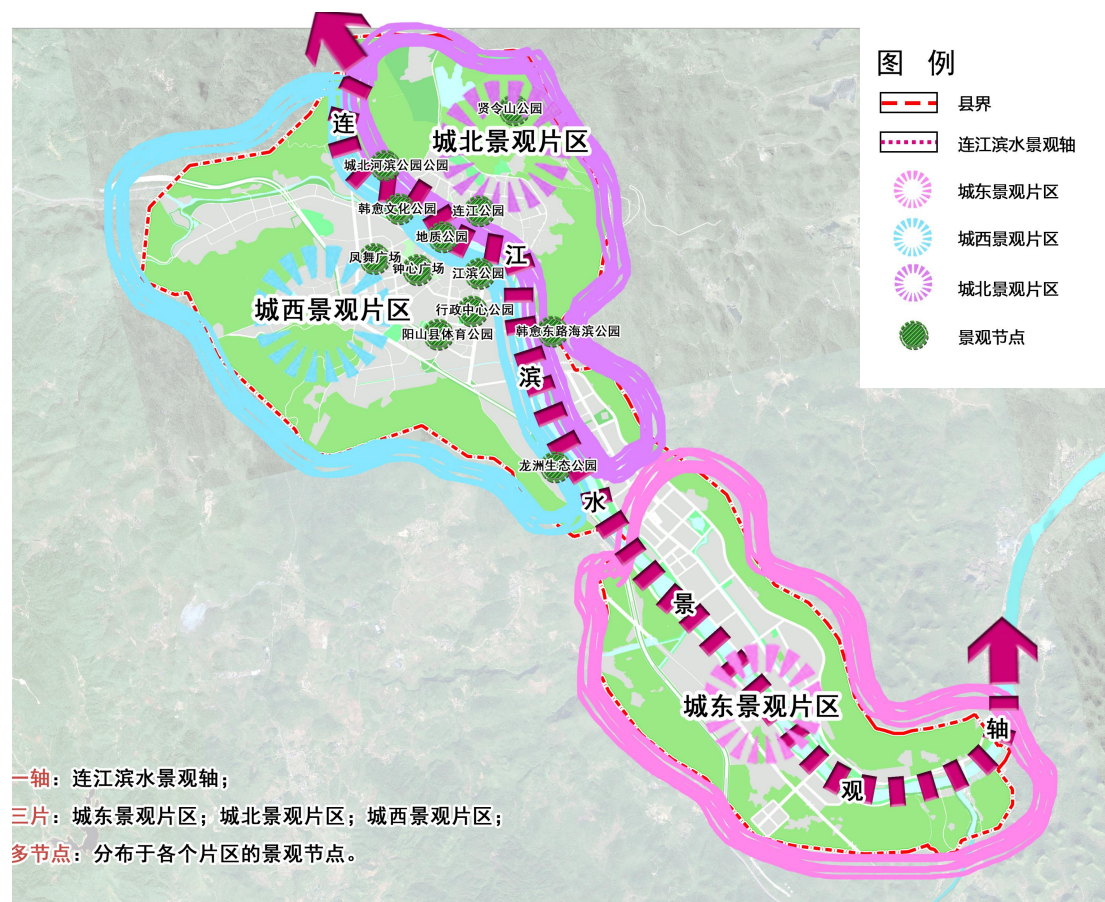 图 例
县界
连江滨水景观轴
城东景观片区
城西景观片区
城北景观片区
景观节点
贤令山公园
连
城北景观片区
城北河滨公园公园
韩愈文化公园
连江公园
地质公园
江
凤舞广场
钟心广场
江滨公园
城西景观片区
行政中心公园
阳山县体育公园
韩愈东路海滨公园
滨
龙洲生态公园
水
景
城东景观片区
轴
观
一轴：连江滨水景观轴；
三片：城东景观片区；城北景观片区；城西景观片区；
多节点：分布于各个片区的景观节点。